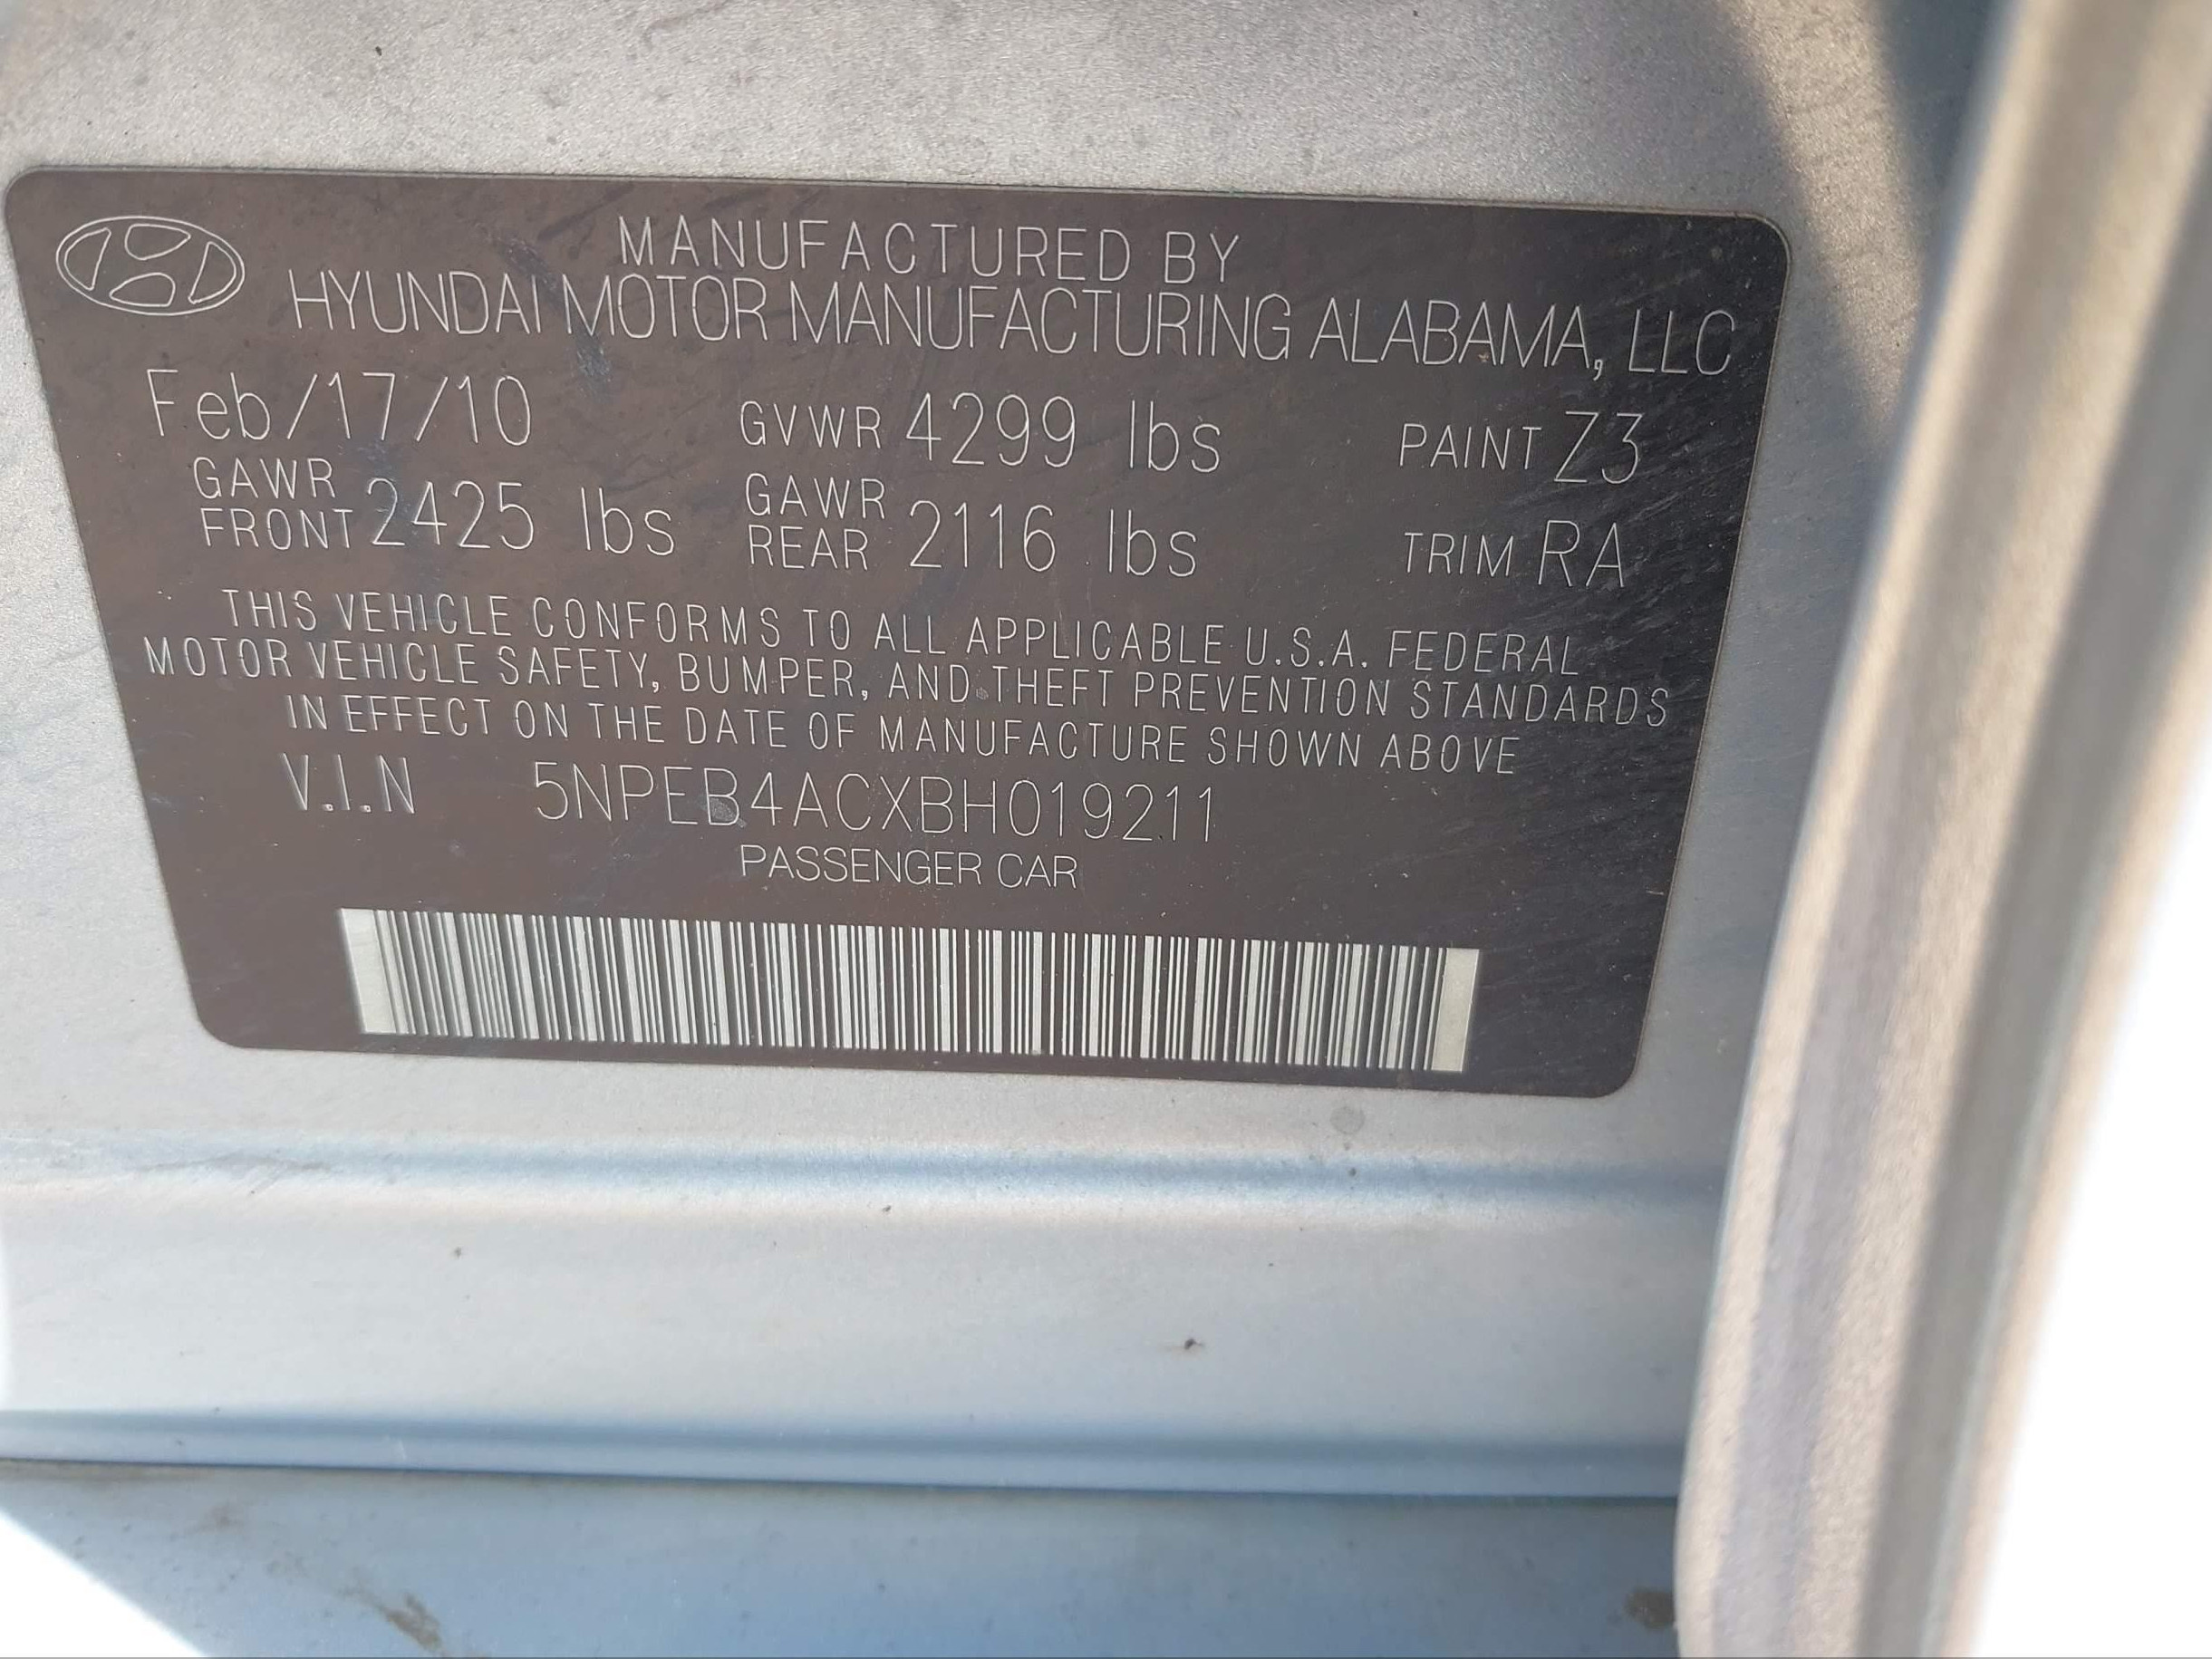 MANUFACTURED BY
HYUNDAI MOTOR MANUFACTURING ALABAMA, LLC
Feb/17/10 GVWR 4299 lbs PAINT Z3
GAWR FRONT 2425 lbs GAWR REAR 2116 lbs TRIM RA
THIS VEHICLE CONFORMS TO ALL APPLICABLE U.S.A. FEDERAL
MOTOR VEHICLE SAFETY, BUMPER, AND THEFT PREVENTION STANDARDS
IN EFFECT ON THE DATE OF MANUFACTURE SHOWN ABOVE
V.I.N 5NPEB4ACXBH019211
PASSENGER CAR